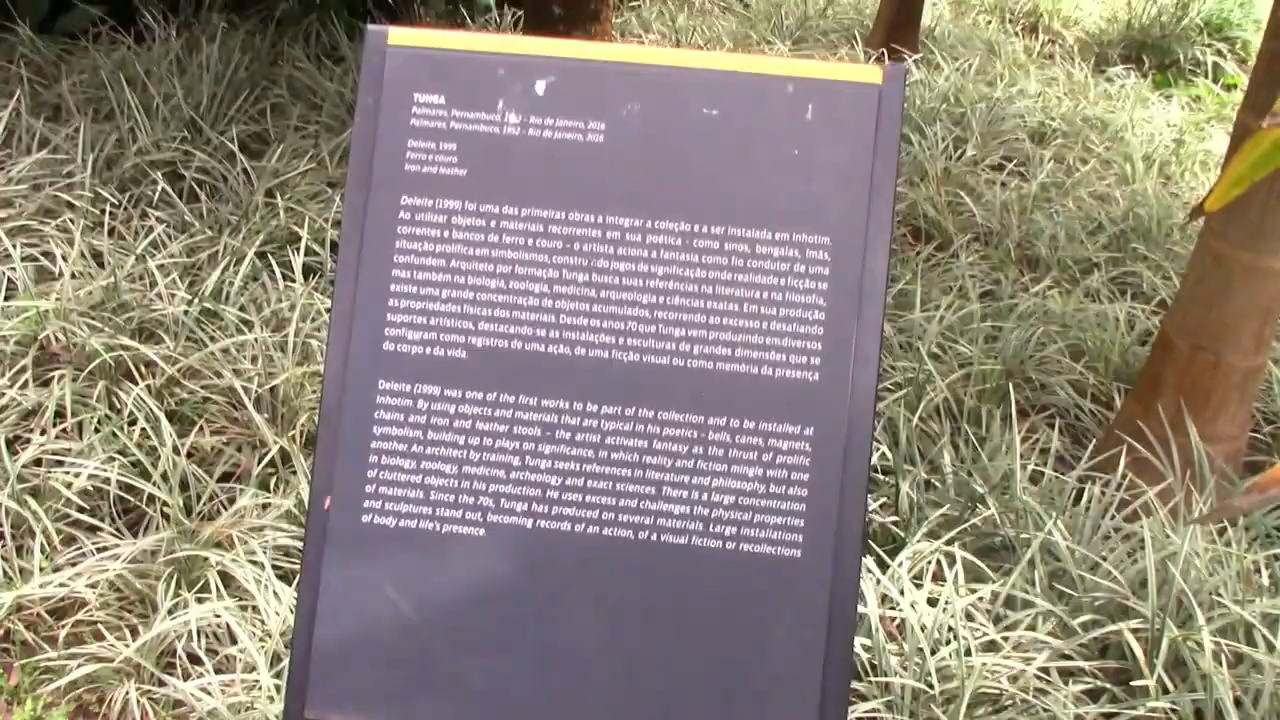 TUNGA
Palmares, Pernambuco, 1952 – Rio de Janeiro, 2016
Palmares, Pernambuco, 1952 – Rio de Janeiro, 2016
Deleite, 1999
Ferro e couro
Iron and leather
Deleite (1999) foi uma das primeiras obras a integrar a coleção e a ser instalada em Inhotim.
Ao utilizar objetos e materiais recorrentes em sua poética - como sinos, bengalas, ímãs,
correntes e bancos de ferro e couro – o artista aciona a fantasia como fio condutor de uma
situação prolífica em simbolismos, construindo jogos de significação onde realidade e ficção se
confundem. Arquiteto por formação Tunga busca suas referências na literatura e na filosofia,
mas também na biologia, zoologia, medicina, arqueologia e ciências exatas. Em sua produção
existe uma grande concentração de objetos acumulados, recorrendo ao excesso e desafiando
as propriedades físicas dos materiais. Desde os anos 70 que Tunga vem produzindo em diversos
suportes artísticos, destacando-se as instalações e esculturas de grandes dimensões que se
configuram como registros de uma ação, de uma ficção visual ou como memória da presença
do corpo e da vida.
Deleite (1999) was one of the first works to be part of the collection and to be installed at
Inhotim. By using objects and materials that are typical in his poetics – bells, canes, magnets,
chains and iron and leather stools – the artist activates fantasy as the thrust of prolific
symbolism, building up to plays on significance, in which reality and fiction mingle with one
another. An architect by training, Tunga seeks references in literature and philosophy, but also
in biology, zoology, medicine, archeology and exact sciences. There is a large concentration
of cluttered objects in his production. He uses excess and challenges the physical properties
of materials. Since the 70s, Tunga has produced on several materials. Large installations
and sculptures stand out, becoming records of an action, of a visual fiction or recollections
of body and life's presence.